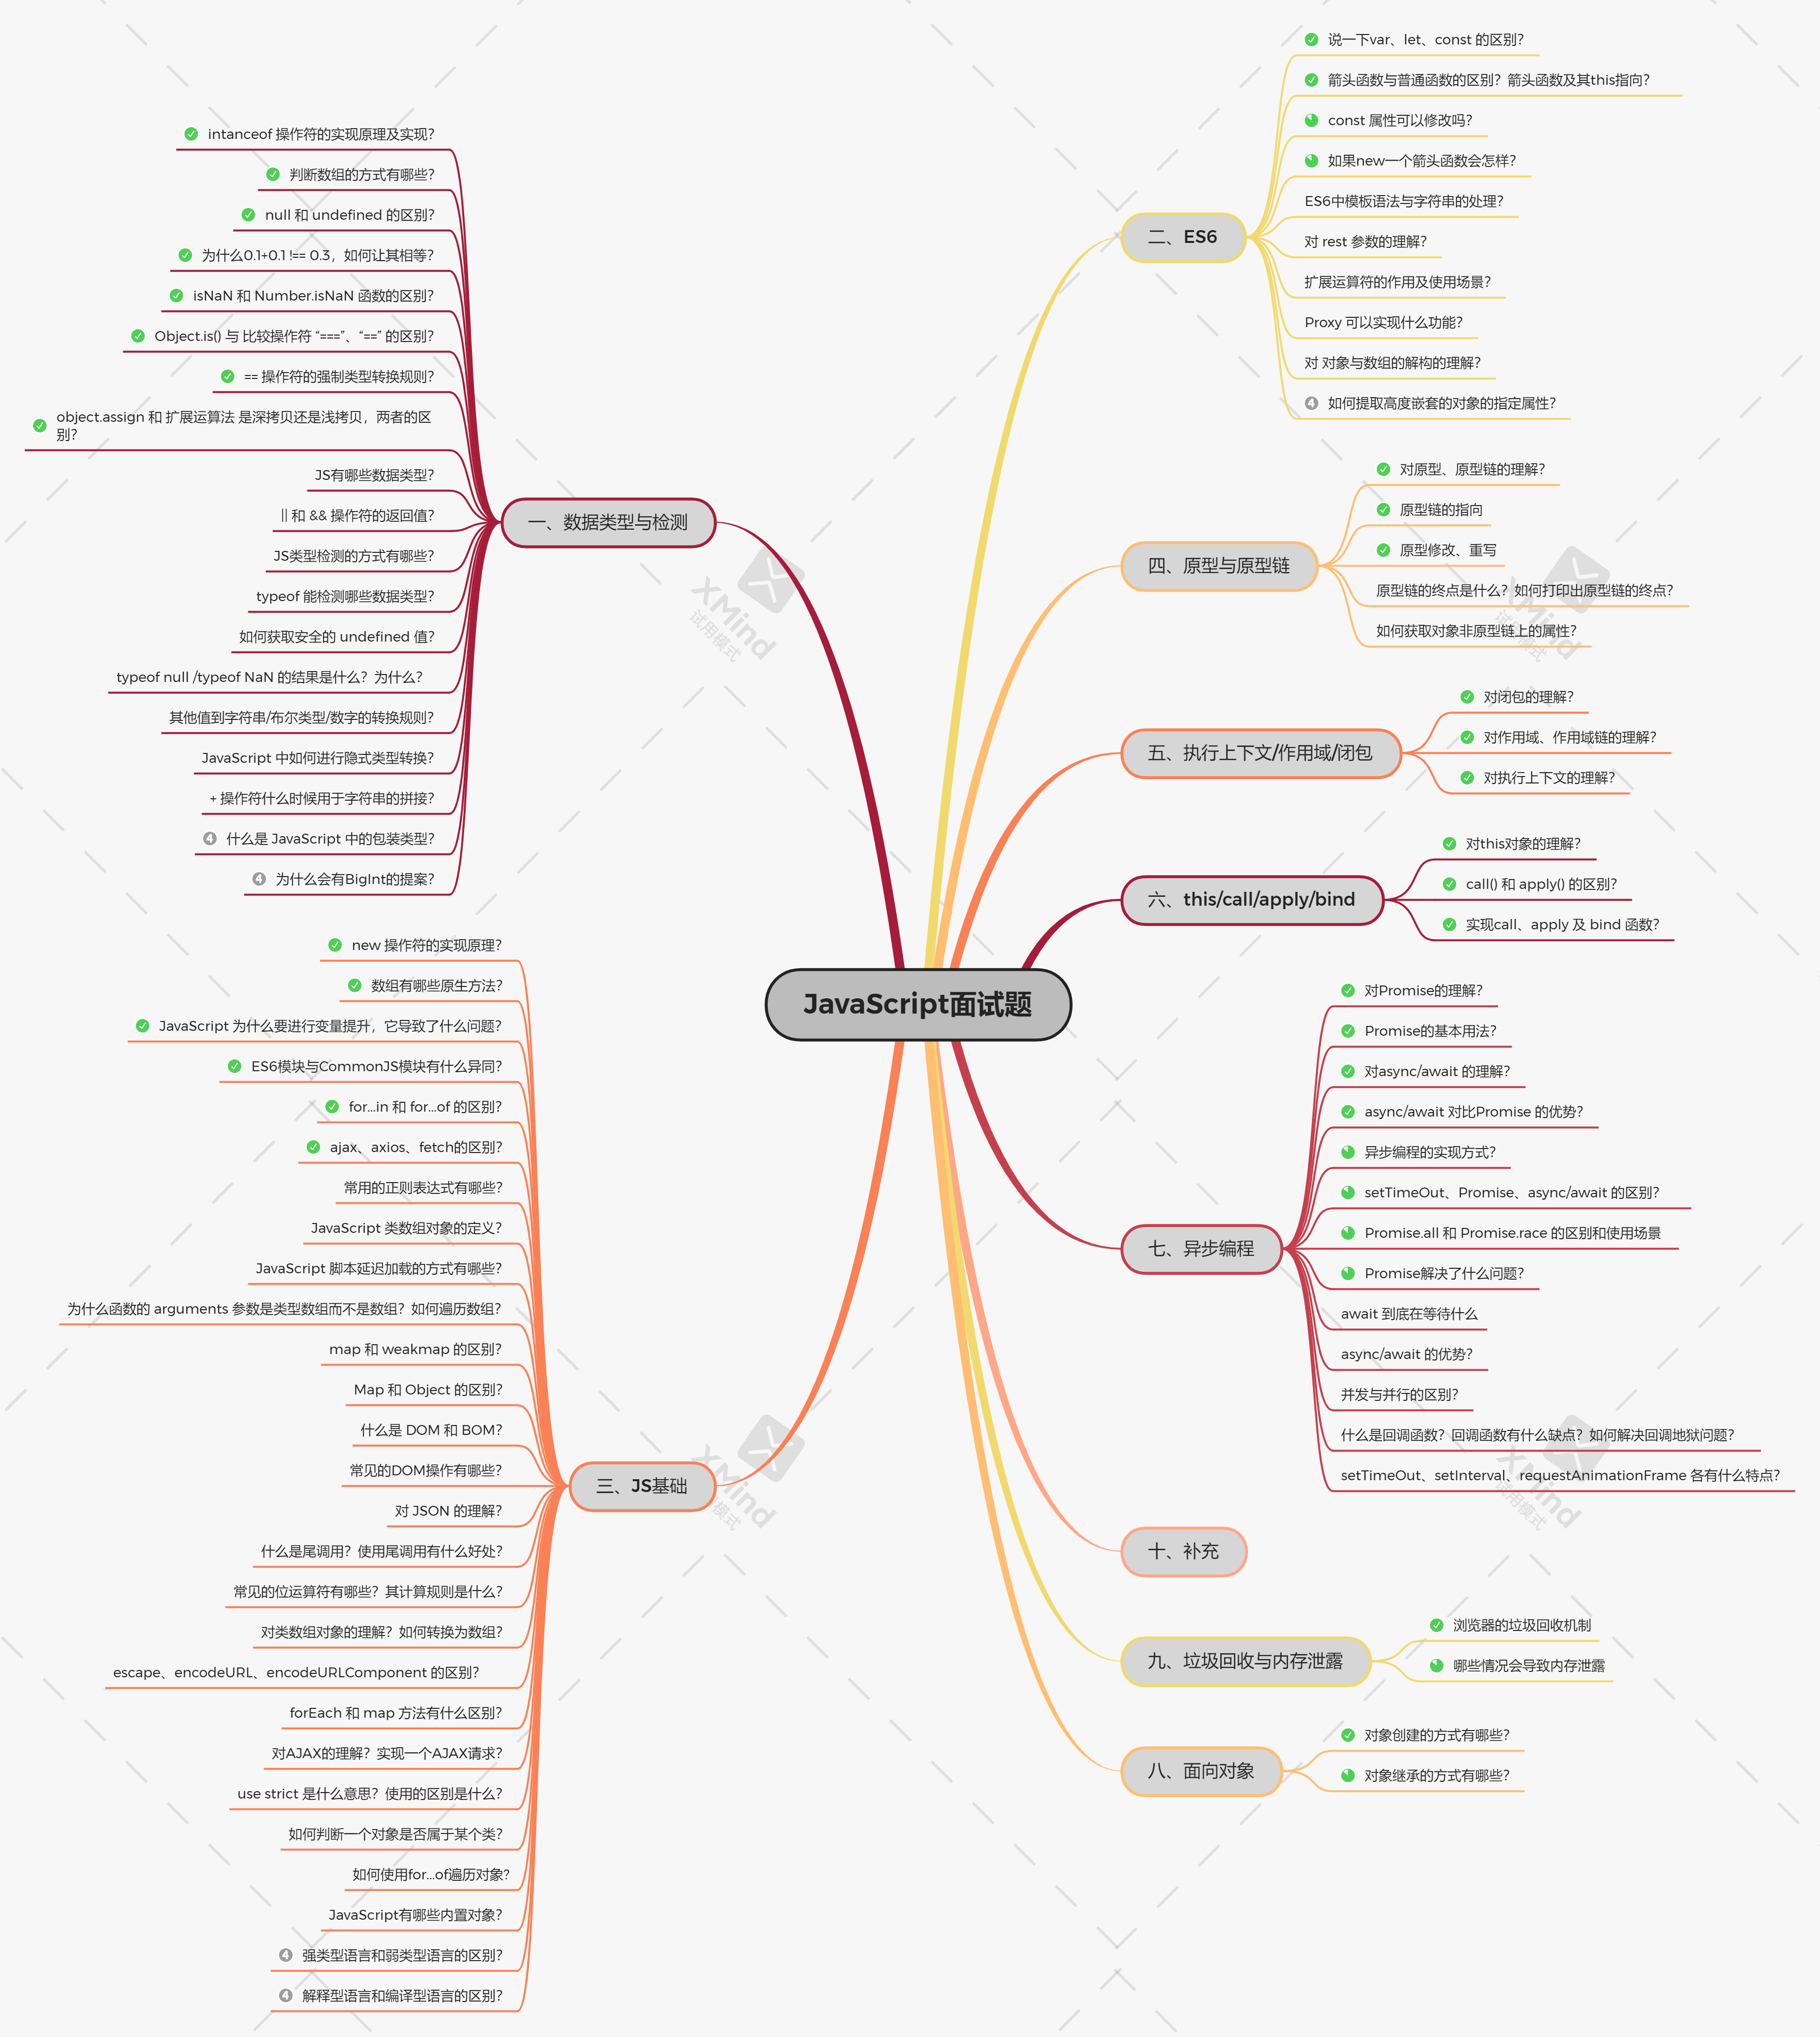 JavaScript面试题
一、数据类型与检测
intanceof 操作符的实现原理及实现？
判断数组的方式有哪些？
null 和 undefined 的区别？
为什么0.1+0.1 !== 0.3，如何让其相等？
isNaN 和 Number.isNaN 函数的区别？
Object.is() 与 比较操作符 “===”、“==” 的区别？
== 操作符的强制类型转换规则？
object.assign 和 扩展运算法 是深拷贝还是浅拷贝，两者的区
别？
JS有哪些数据类型？
|| 和 && 操作符的返回值？
JS类型检测的方式有哪些？
typeof 能检测哪些数据类型？
如何获取安全的 undefined 值？
typeof null /typeof NaN 的结果是什么？为什么？
其他值到字符串/布尔类型/数字的转换规则？
JavaScript 中如何进行隐式类型转换？
+ 操作符什么时候用于字符串的拼接？
4 什么是 JavaScript 中的包装类型？
4 为什么会有BigInt的提案？
二、ES6
说一下var、let、const 的区别？
箭头函数与普通函数的区别？箭头函数及其this指向？
const 属性可以修改吗？
如果new一个箭头函数会怎样？
ES6中模板语法与字符串的处理？
对 rest 参数的理解？
扩展运算符的作用及使用场景？
Proxy 可以实现什么功能？
对 对象与数组的解构的理解？
4 如何提取高度嵌套的对象的指定属性？
三、JS基础
new 操作符的实现原理？
数组有哪些原生方法？
JavaScript 为什么要进行变量提升，它导致了什么问题？
ES6模块与CommonJS模块有什么异同？
for...in 和 for...of 的区别？
ajax、axios、fetch的区别？
常用的正则表达式有哪些？
JavaScript 类数组对象的定义？
JavaScript 脚本延迟加载的方式有哪些？
为什么函数的 arguments 参数是类型数组而不是数组？如何遍历数组？
map 和 weakmap 的区别？
Map 和 Object 的区别？
什么是 DOM 和 BOM？
常见的DOM操作有哪些？
对 JSON 的理解？
什么是尾调用？使用尾调用有什么好处？
常见的位运算符有哪些？其计算规则是什么？
对类数组对象的理解？如何转换为数组？
escape、encodeURL、encodeURLComponent 的区别？
forEach 和 map 方法有什么区别？
对AJAX的理解？实现一个AJAX请求？
use strict 是什么意思？使用的区别是什么？
如何判断一个对象是否属于某个类？
如何使用for...of遍历对象？
JavaScript有哪些内置对象？
4 强类型语言和弱类型语言的区别？
4 解释型语言和编译型语言的区别？
四、原型与原型链
对原型、原型链的理解？
原型链的指向
原型修改、重写
原型链的终点是什么？如何打印出原型链的终点？
如何获取对象非原型链上的属性？
五、执行上下文/作用域/闭包
对闭包的理解？
对作用域、作用域链的理解？
对执行上下文的理解？
六、this/call/apply/bind
对this对象的理解？
call() 和 apply() 的区别？
实现call、apply 及 bind 函数？
七、异步编程
对Promise的理解？
Promise的基本用法？
对async/await 的理解？
async/await 对比Promise 的优势？
异步编程的实现方式？
setTimeOut、Promise、async/await 的区别？
Promise.all 和 Promise.race 的区别和使用场景
Promise解决了什么问题？
await 到底在等待什么
async/await 的优势？
并发与并行的区别？
什么是回调函数？回调函数有什么缺点？如何解决回调地狱问题？
setTimeOut、setInterval、requestAnimationFrame 各有什么特点？
十、补充
九、垃圾回收与内存泄露
浏览器的垃圾回收机制
哪些情况会导致内存泄露
八、面向对象
对象创建的方式有哪些？
对象继承的方式有哪些？
XMind
试用模式
XMind
试用模式
XMind
试用模式
XMind
试用模式